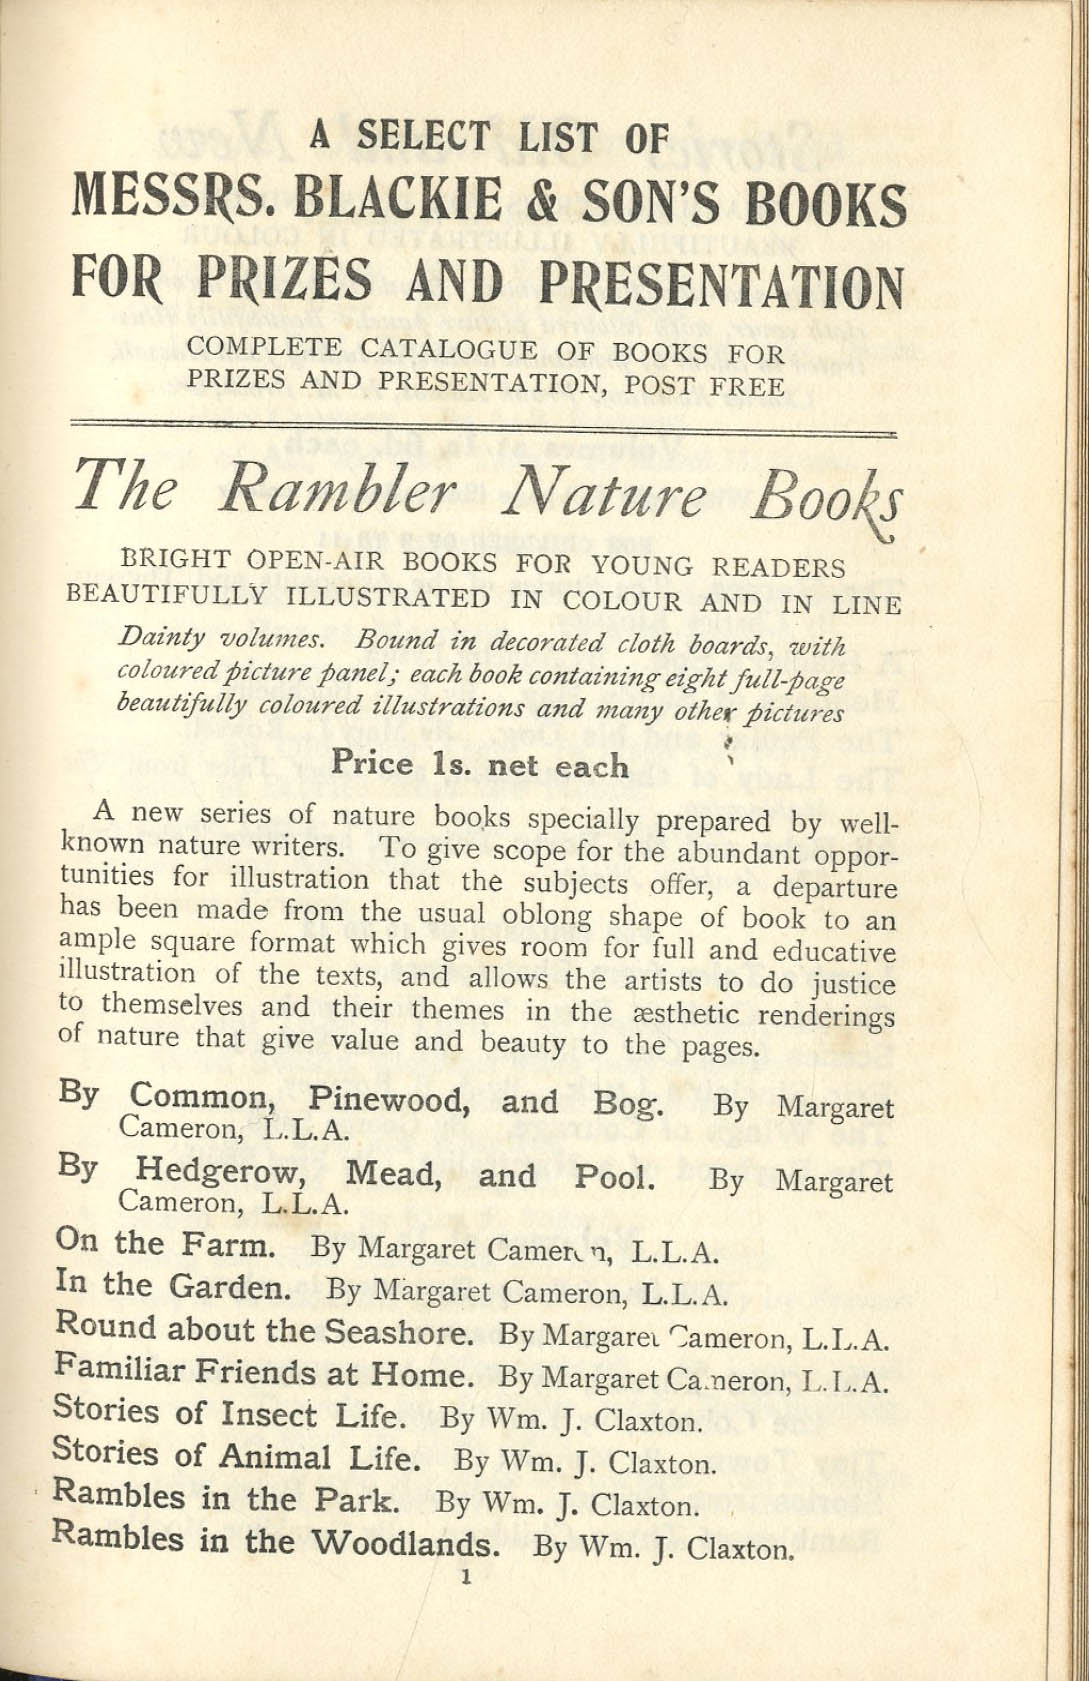 A SELECT LIST OF
MESSRS. BLACKIE & SON'S BOOKS
FOR PRIZES AND PRESENTATION
COMPLETE CATALOGUE OF BOOKS FOR
PRIZES AND PRESENTATION, POST FREE
The Rambler Nature Books
BRIGHT OPEN-AIR BOOKS FOR YOUNG READERS
BEAUTIFULLY ILLUSTRATED IN COLOUR AND IN LINE
Dainty volumes. Bound in decorated cloth boards, with
coloured picture panel; each book containing eight full-page
beautifully coloured illustrations and many other pictures
Price 1s. net each
A new series of nature books specially prepared by well-
known nature writers. To give scope for the abundant oppor-
tunities for illustration that the subjects offer, a departure
has been made from the usual oblong shape of book to an
ample square format which gives room for full and educative
illustration of the texts, and allows the artists to do justice
to themselves and their themes in the æsthetic renderings
of nature that give value and beauty to the pages.
By Common, Pinewood, and Bog. By Margaret
Cameron, L.L.A.
By Hedgerow, Mead, and Pool. By Margaret
Cameron, L.L.A.
On the Farm. By Margaret Cameron, L.L.A.
In the Garden. By Margaret Cameron, L.L.A.
Round about the Seashore. By Margaret Cameron, L.L.A.
Familiar Friends at Home. By Margaret Cameron, L.L.A.
Stories of Insect Life. By Wm. J. Claxton.
Stories of Animal Life. By Wm. J. Claxton.
Rambles in the Park. By Wm. J. Claxton.
Rambles in the Woodlands. By Wm. J. Claxton.
1